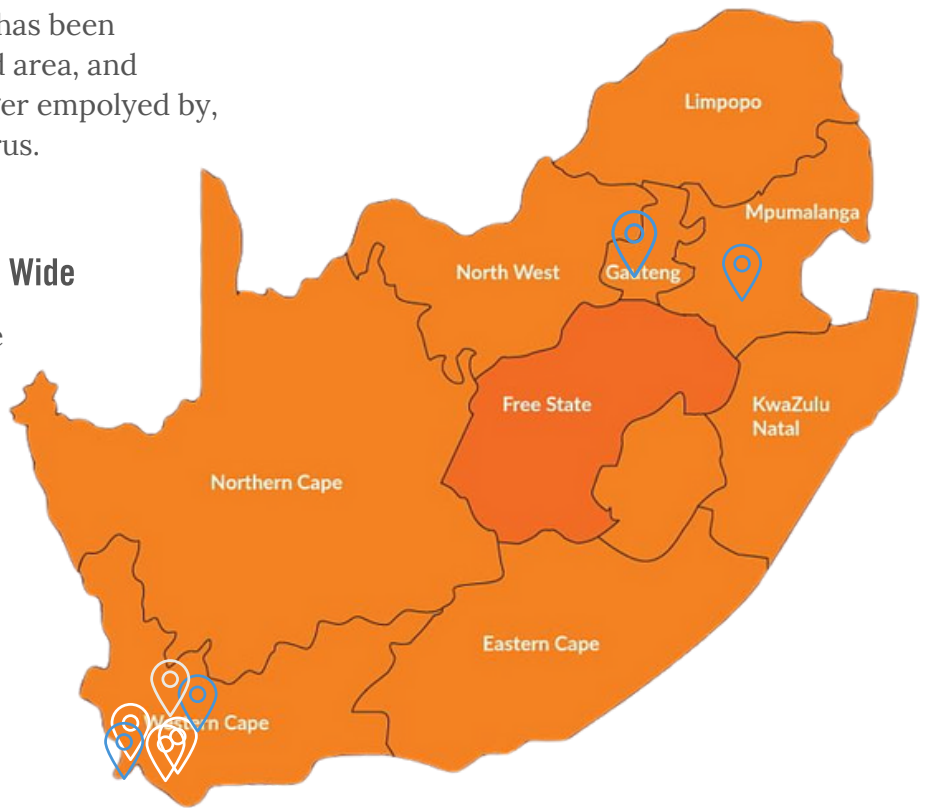 has been
area, and
er empolyed by,
rus.
Wide
Limpopo
Mpumalanga
North West
Gauteng
Free State
KwaZulu
Natal
Northern Cape
Eastern Cape
Western Cape